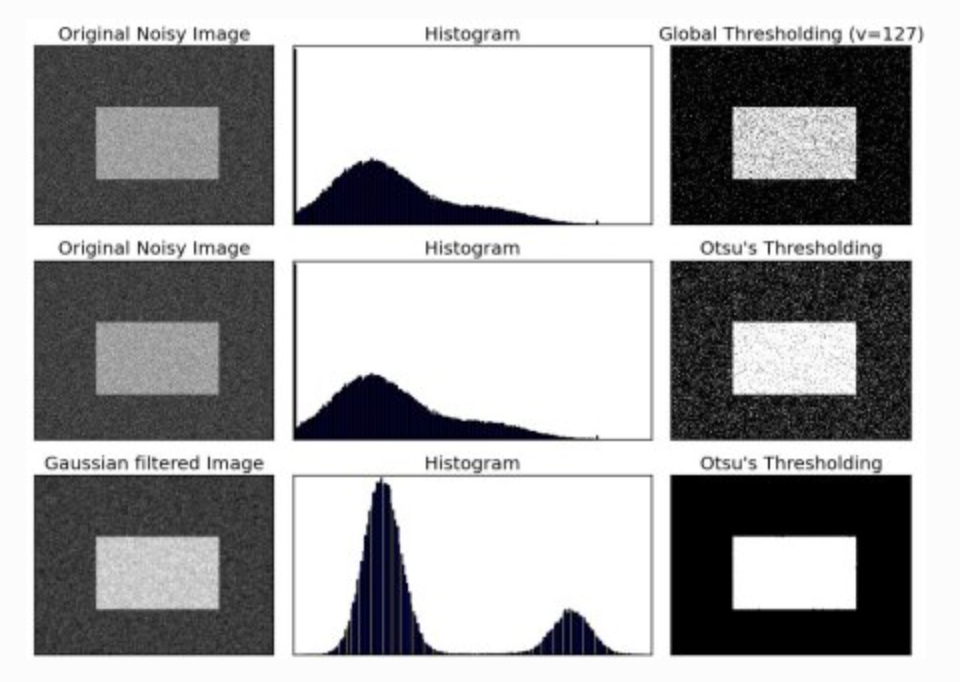 Original Noisy Image
Histogram
Global Thresholding (v=127)
Original Noisy Image
Histogram
Otsu's Thresholding
Gaussian filtered Image
Histogram
Otsu's Thresholding